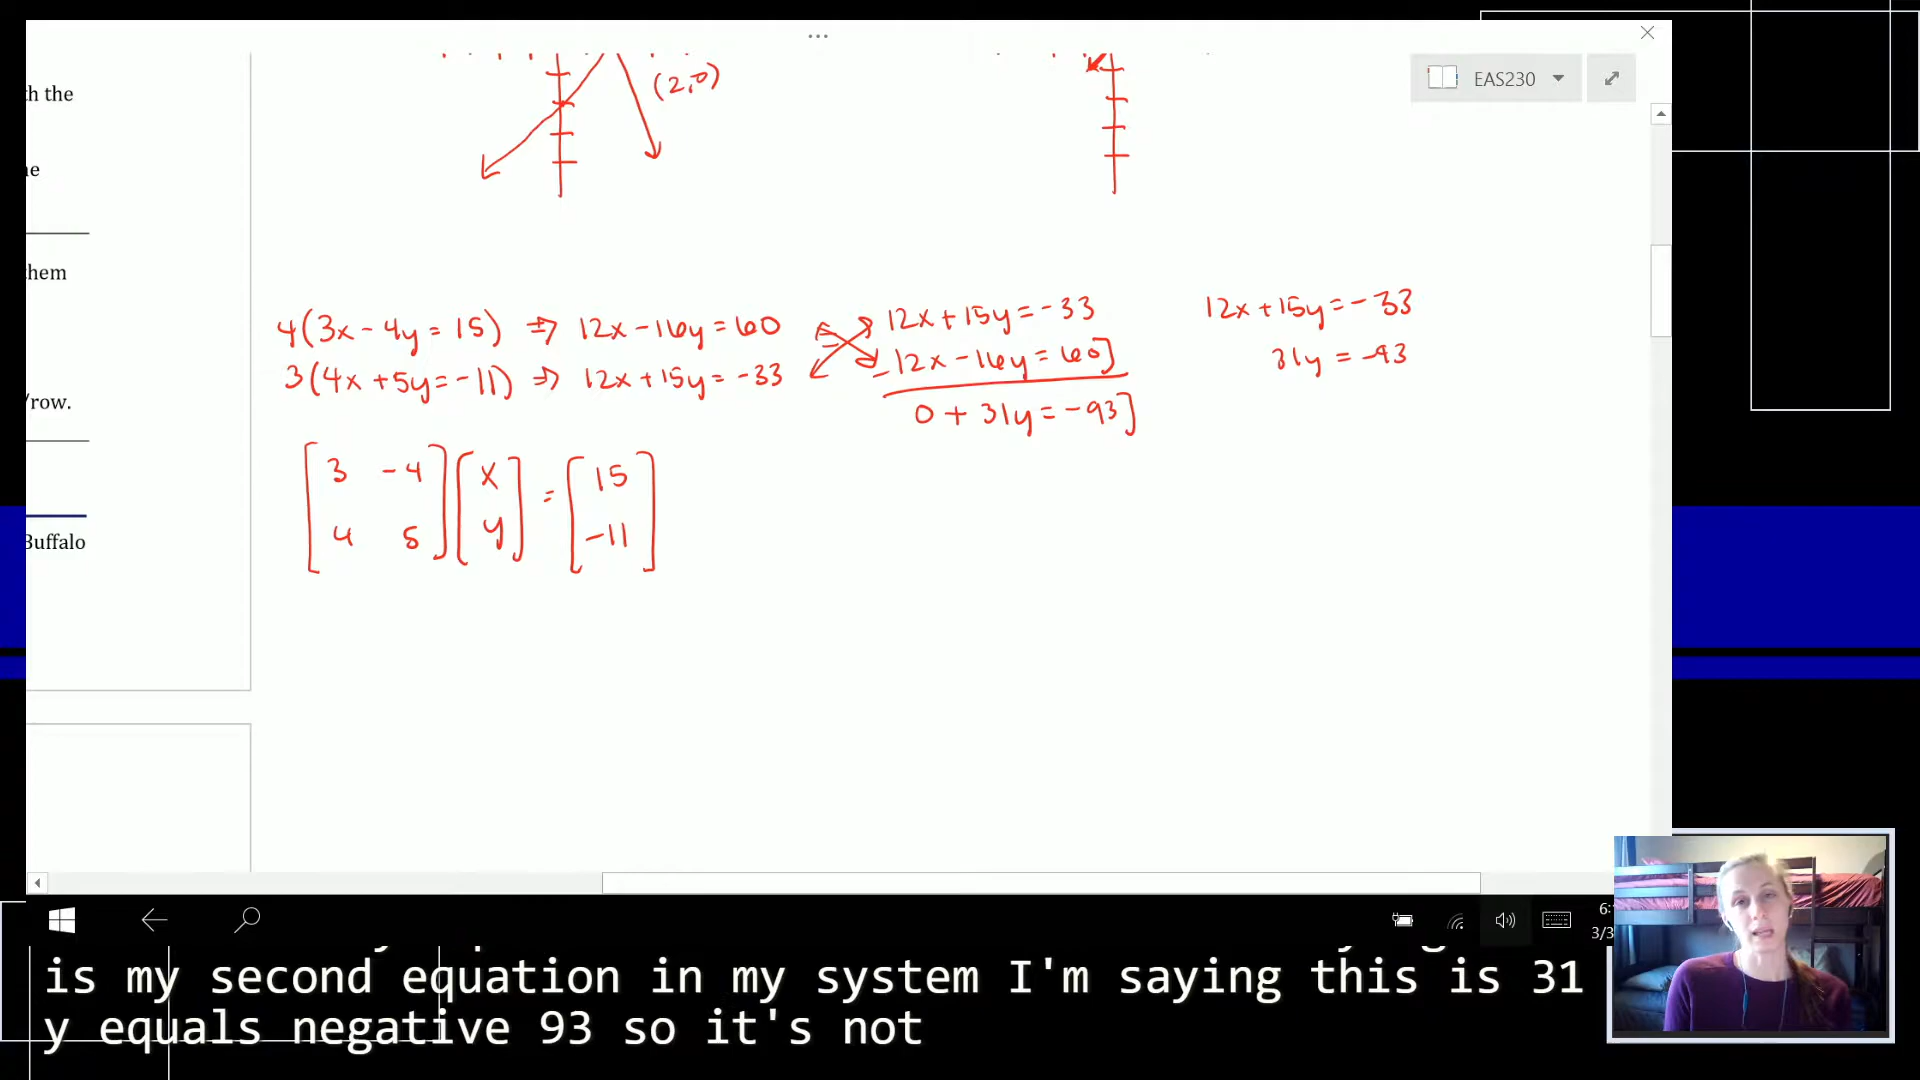 ...
EAS230
h the
e
hem
/row.
Buffalo
(2,0)
4(3x - 4y = 15) ⇒ 12x - 16y = 60
3(4x + 5y = -11) ⇒ 12x + 15y = -33
12x + 15y = -33
-12x - 16y = 60]
0 + 31y = -93]
12x + 15y = -33
31y = -93
[3 -4] [x] = [15]
[4 5] [y] [-11]
6:
3/3
is my second equation in my system I'm saying this is 31
y equals negative 93 so it's not